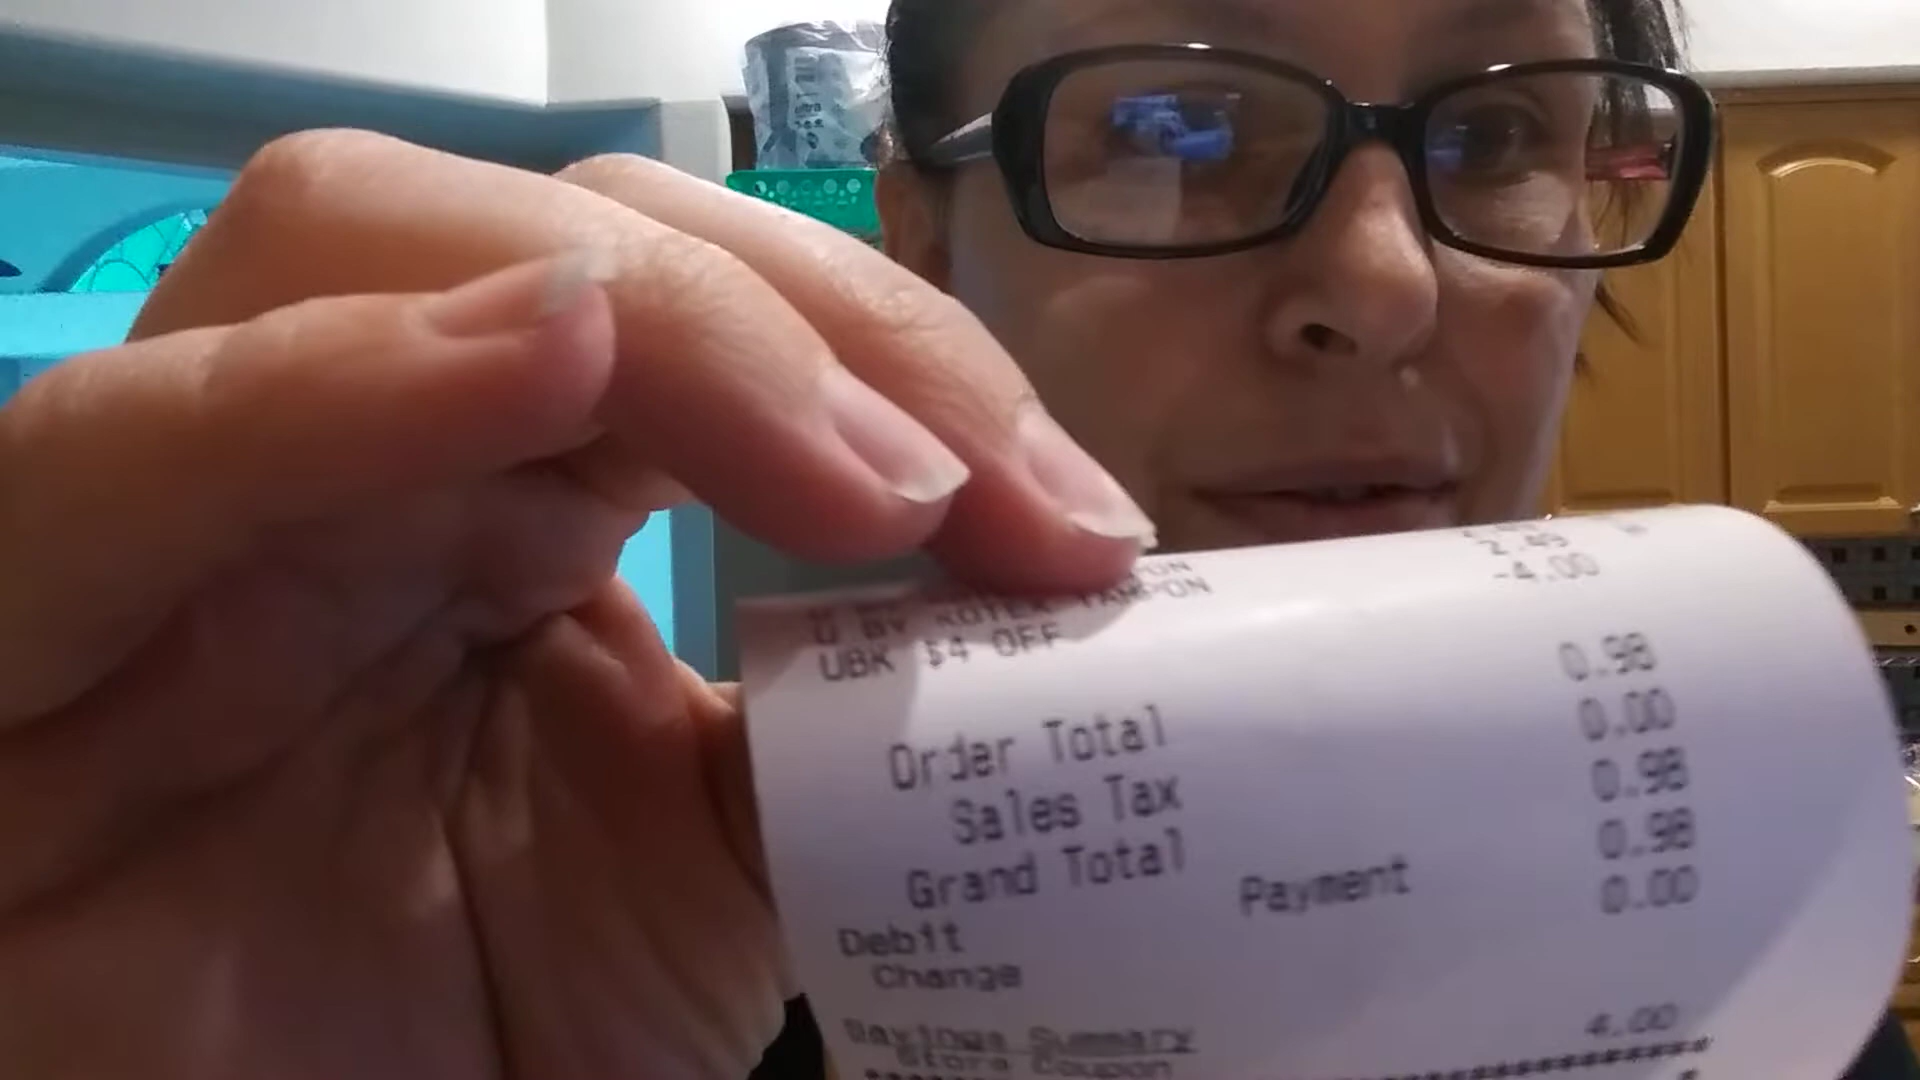 ultra
U BY KOTEX TAMPON 2.49
UBK $4 OFF -4.00
Order Total 0.98
Sales Tax 0.00
Grand Total 0.98
Debit Payment 0.98
Change 0.00
Savings Summary
Store Coupon 4.00